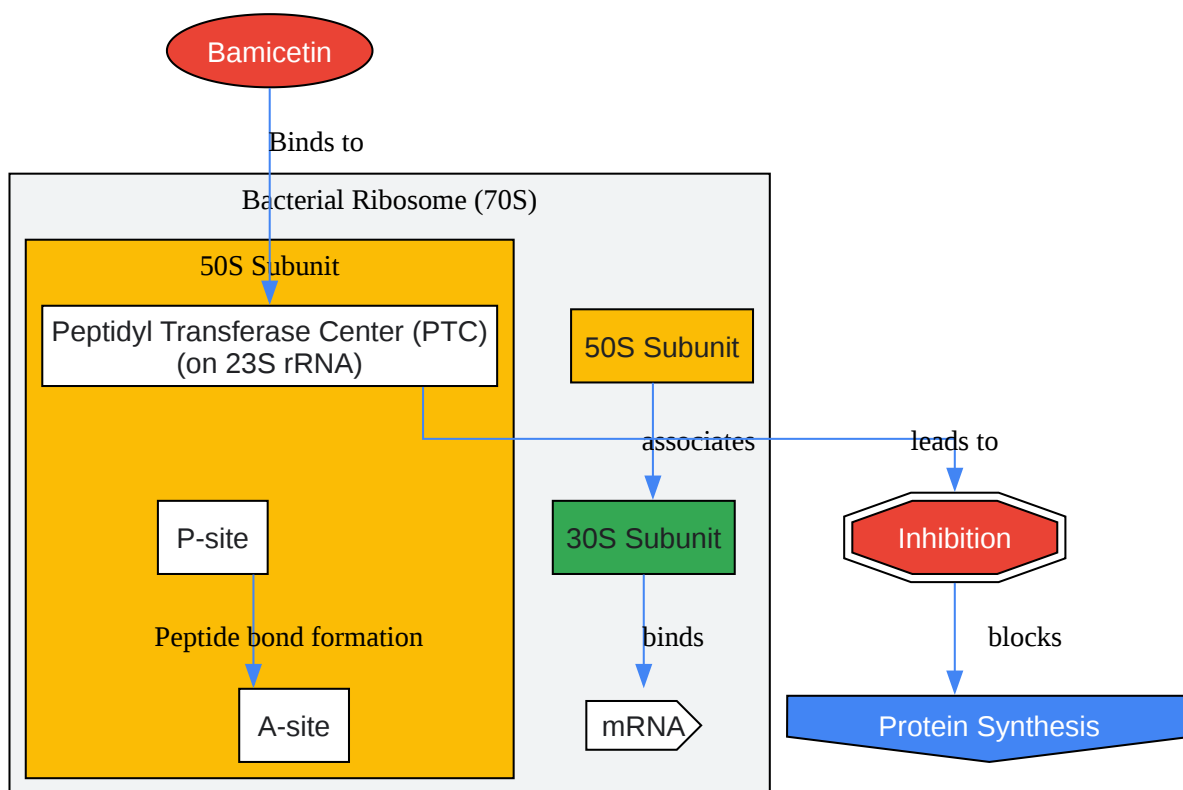 Bamicetin
Binds to
Bacterial Ribosome (70S)
50S Subunit
Peptidyl Transferase Center (PTC)
(on 23S rRNA)
50S Subunit
associates
leads to
P-site
30S Subunit
Inhibition
Peptide bond formation
binds
blocks
A-site
mRNA
Protein Synthesis